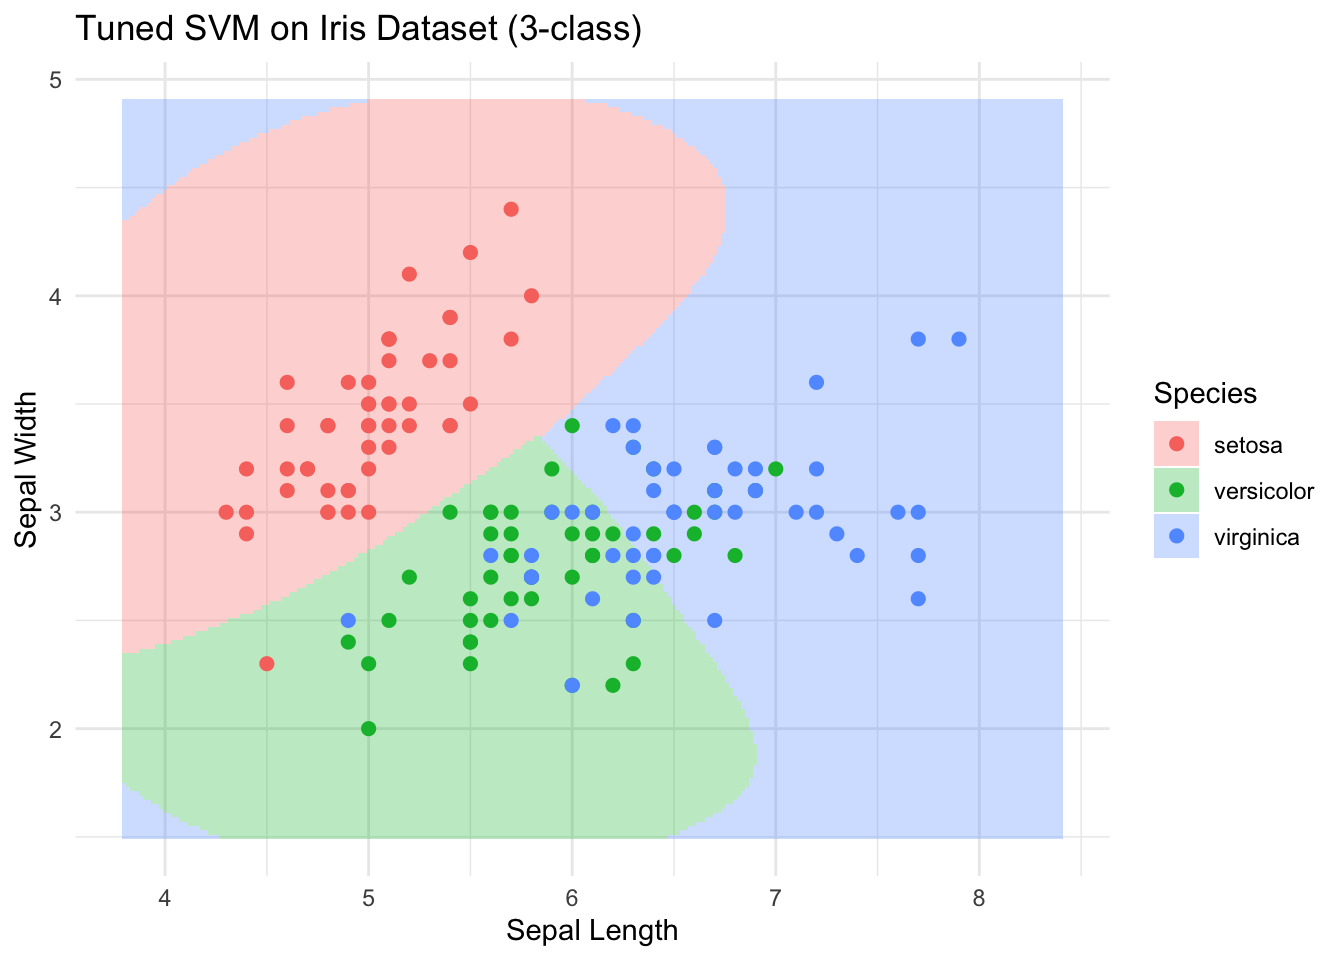 Tuned SVM on Iris Dataset (3-class)
5
4
3
2
Sepal Width
4 5 6 7 8
Sepal Length
Species
setosa
versicolor
virginica